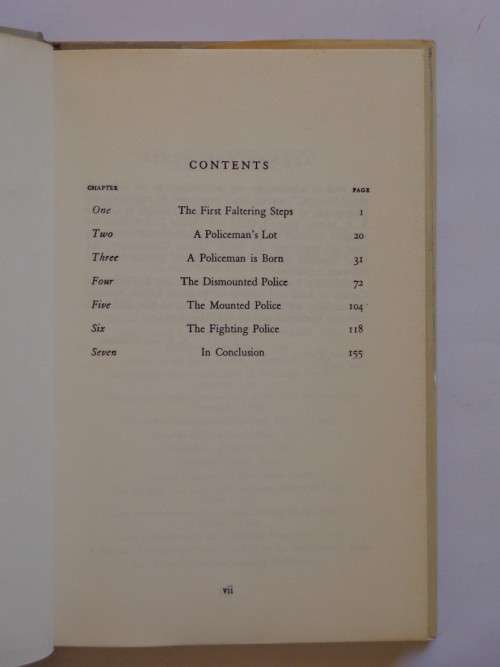 CONTENTS
CHAPTER PAGE
One The First Faltering Steps 1
Two A Policeman's Lot 20
Three A Policeman is Born 31
Four The Dismounted Police 72
Five The Mounted Police 104
Six The Fighting Police 118
Seven In Conclusion 155
vii